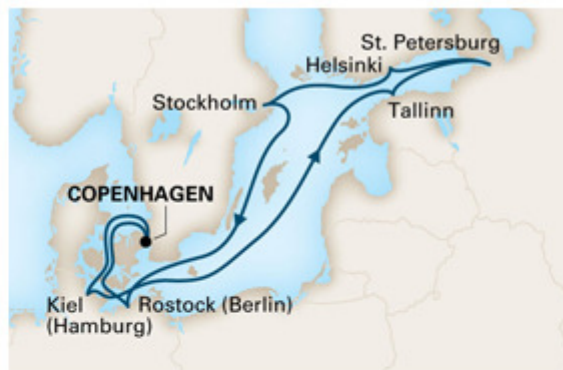 St. Petersburg
Helsinki
Stockholm
Tallinn
COPENHAGEN
Kiel
(Hamburg)
Rostock (Berlin)